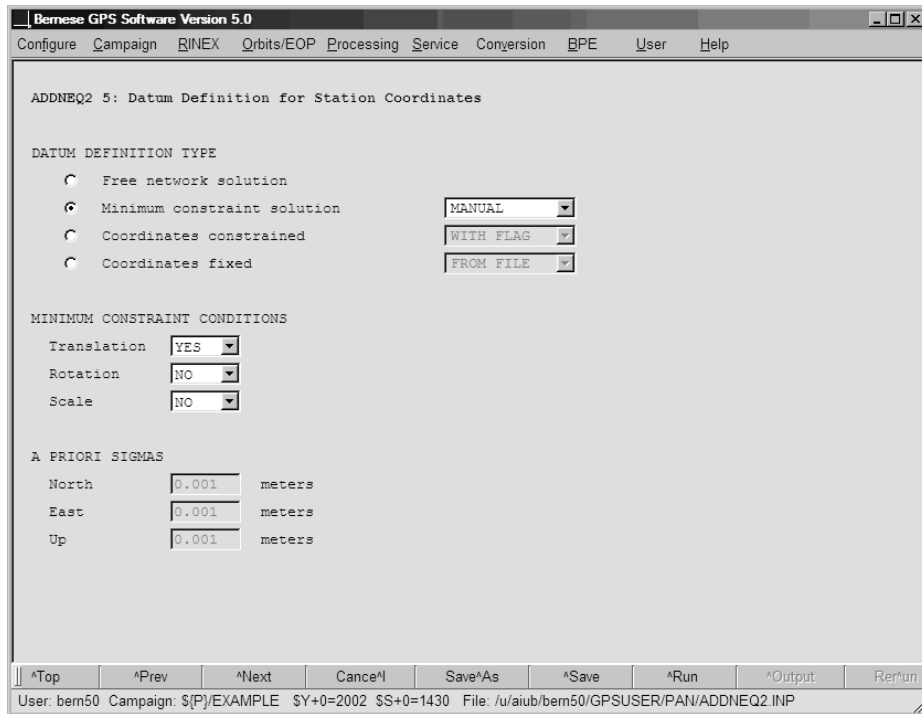 Bernese GPS Software Version 5.0
Configure Campaign RINEX Orbits/EOP Processing Service Conversion BPE User Help
ADDNEQ2 5: Datum Definition for Station Coordinates
DATUM DEFINITION TYPE
Free network solution
Minimum constraint solution MANUAL
Coordinates constrained WITH FLAG
Coordinates fixed FROM FILE
MINIMUM CONSTRAINT CONDITIONS
Translation YES
Rotation NO
Scale NO
A PRIORI SIGMAS
North 0.001 meters
East 0.001 meters
Up 0.001 meters
^Top ^Prev ^Next Cance^l Save^As ^Save ^Run ^Output Rer^un
User: bern50 Campaign: ${P}/EXAMPLE $Y+0=2002 $S+0=1430 File: /u/aiub/bern50/GPSUSER/PAN/ADDNEQ2.INP